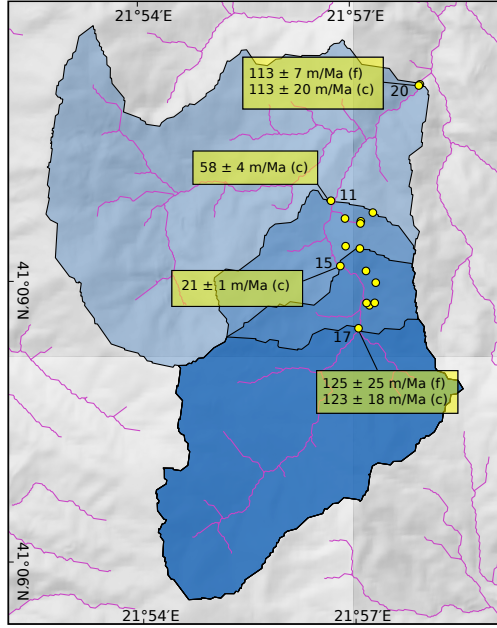 21°54′E 21°57′E
113 ± 7 m/Ma (f)
113 ± 20 m/Ma (c)
20
58 ± 4 m/Ma (c)
11
15
21 ± 1 m/Ma (c)
41°09′N
17
125 ± 25 m/Ma (f)
123 ± 18 m/Ma (c)
41°06′N
21°54′E 21°57′E